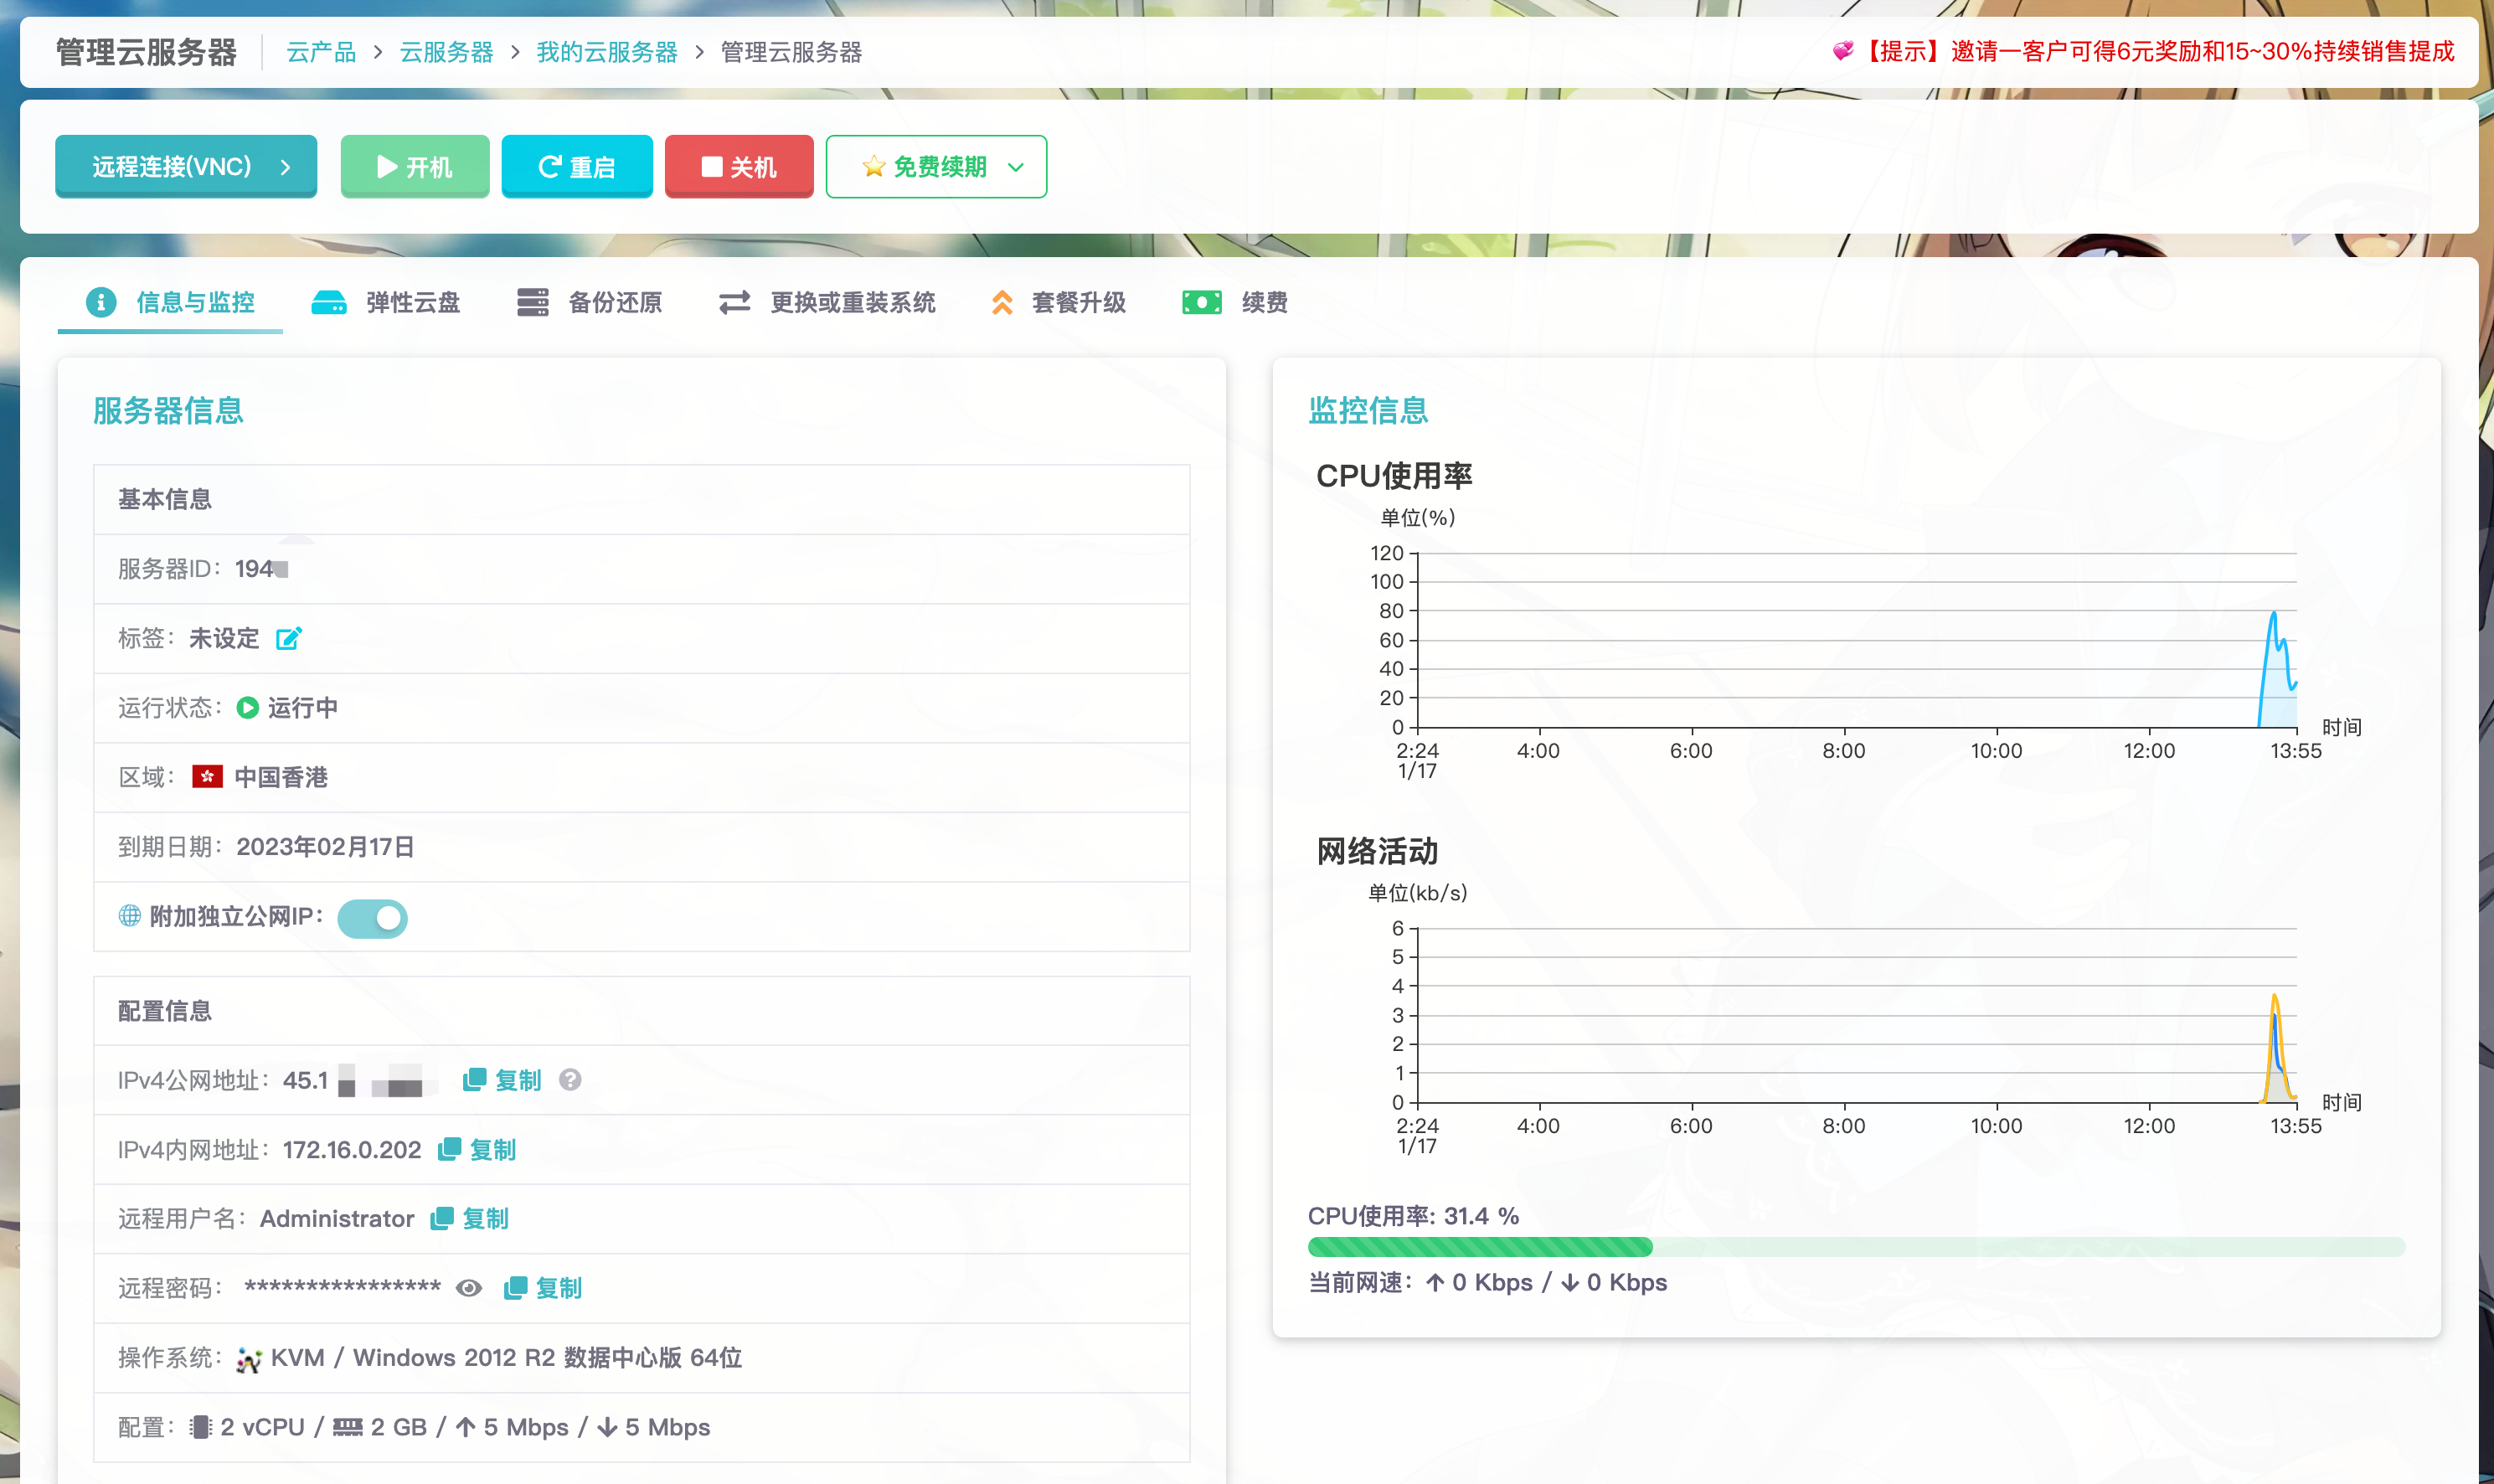 管理云服务器 云产品 > 云服务器 > 我的云服务器 > 管理云服务器
【提示】邀请一客户可得6元奖励和15~30%持续销售提成
远程连接(VNC) 开机 重启 关机 免费续期
信息与监控 弹性云盘 备份还原 更换或重装系统 套餐升级 续费
服务器信息
基本信息
服务器ID：194
标签：未设定
运行状态：运行中
区域：中国香港
到期日期：2023年02月17日
附加独立公网IP：
配置信息
IPv4公网地址：45.1 复制
IPv4内网地址：172.16.0.202 复制
远程用户名：Administrator 复制
远程密码：**************** 复制
操作系统：KVM / Windows 2012 R2 数据中心版 64位
配置：2 vCPU / 2 GB / 5 Mbps / 5 Mbps
监控信息
CPU使用率
单位(%)
120
100
80
60
40
20
0
时间
2:24 4:00 6:00 8:00 10:00 12:00 13:55
1/17
网络活动
单位(kb/s)
6
5
4
3
2
1
0
时间
2:24 4:00 6:00 8:00 10:00 12:00 13:55
1/17
CPU使用率: 31.4 %
当前网速：↑ 0 Kbps / ↓ 0 Kbps